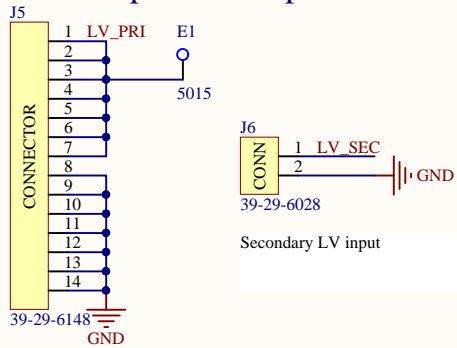 J5
CONNECTOR
1 LV_PRI
2
3
4
5
6
7
8
9
10
11
12
13
14
39-29-6148
GND
E1
5015
J6
CONN
1 LV_SEC
2
GND
39-29-6028
Secondary LV input